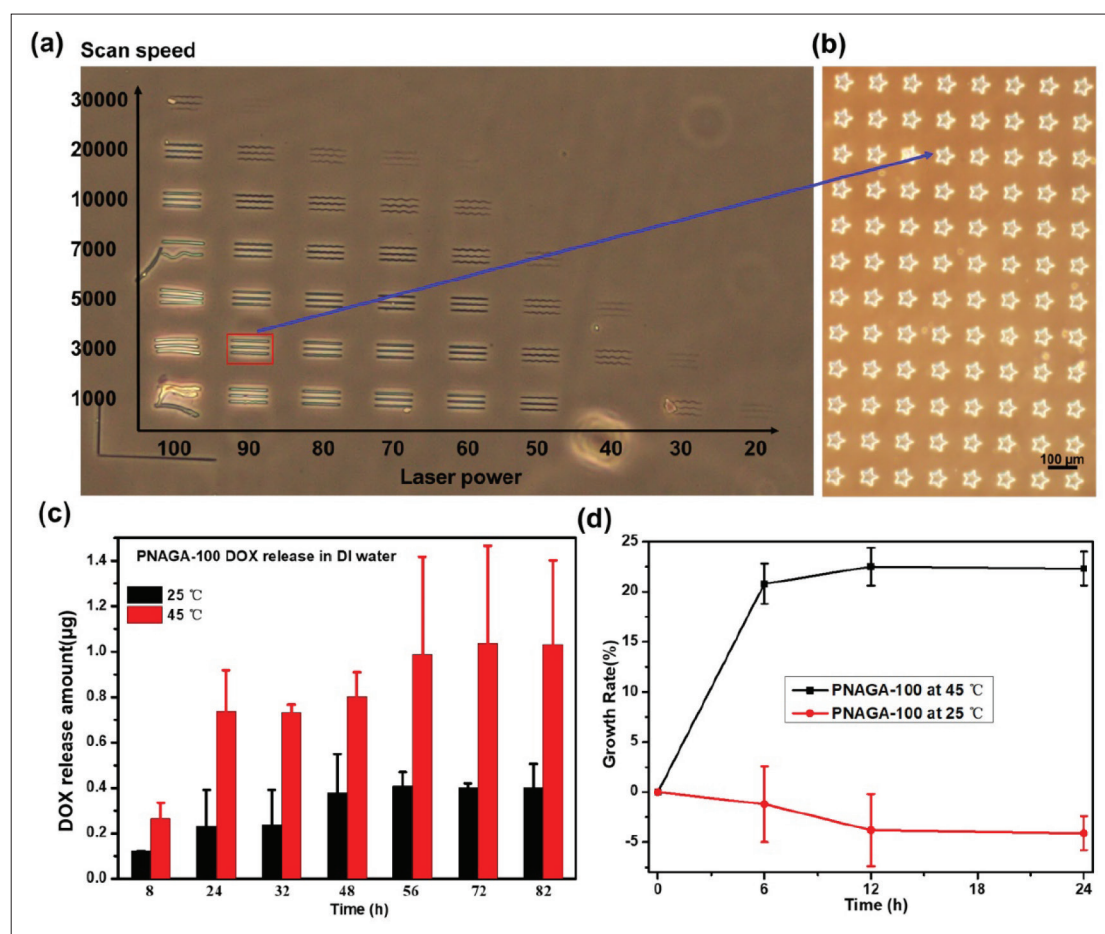 (a)
Scan speed
30000
20000
10000
7000
5000
3000
1000
100 90 80 70 60 50 40 30 20
Laser power
(b)
100 μm
(c)
PNAGA-100 DOX release in DI water
25 ℃
45 ℃
DOX release amount(μg)
1.4
1.2
1.0
0.8
0.6
0.4
0.2
0.0
8 24 32 48 56 72 82
Time (h)
(d)
Growth Rate(%)
25
20
15
10
5
0
-5
PNAGA-100 at 45 ℃
PNAGA-100 at 25 ℃
0 6 12 18 24
Time (h)